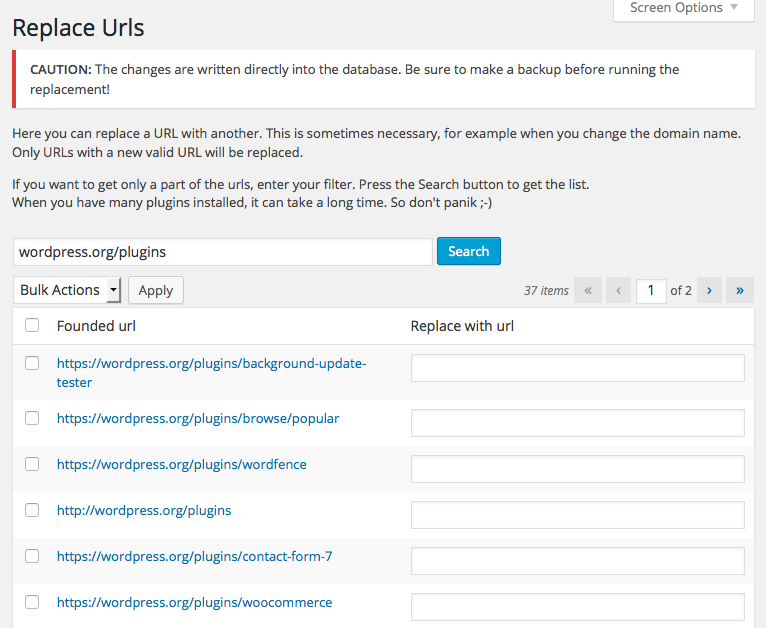 Screen Options ▼
Replace Urls
CAUTION: The changes are written directly into the database. Be sure to make a backup before running the
replacement!
Here you can replace a URL with another. This is sometimes necessary, for example when you change the domain name.
Only URLs with a new valid URL will be replaced.
If you want to get only a part of the urls, enter your filter. Press the Search button to get the list.
When you have many plugins installed, it can take a long time. So don't panik ;-)
wordpress.org/plugins Search
Bulk Actions Apply 37 items « ‹ 1 of 2 › »
Founded url Replace with url
https://wordpress.org/plugins/background-update-
tester
https://wordpress.org/plugins/browse/popular
https://wordpress.org/plugins/wordfence
http://wordpress.org/plugins
https://wordpress.org/plugins/contact-form-7
https://wordpress.org/plugins/woocommerce